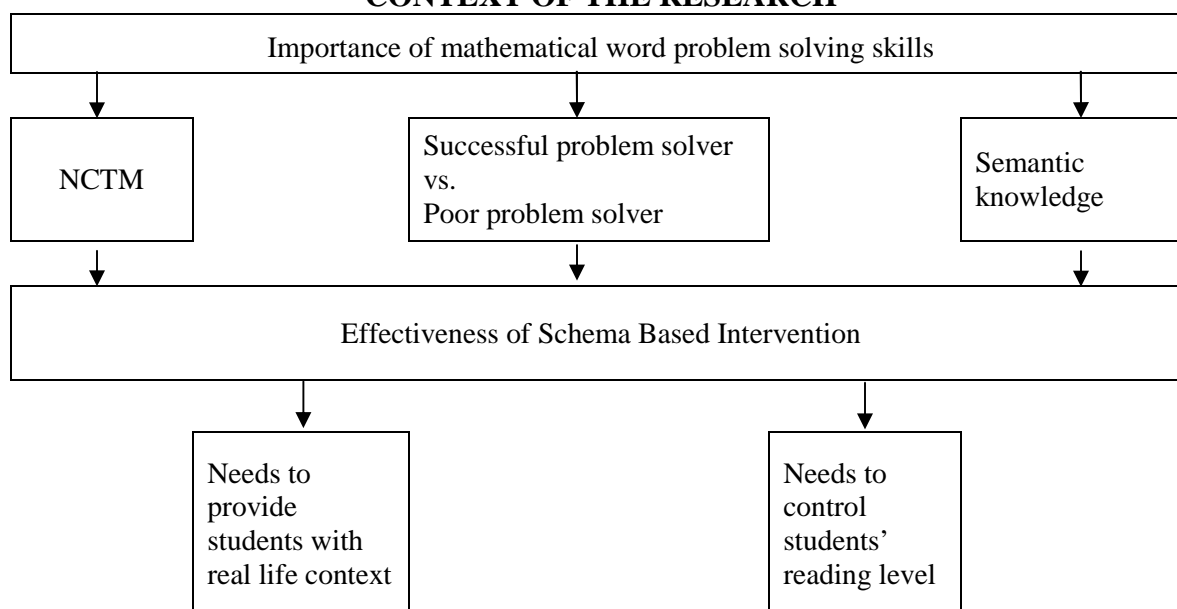 CONTEXT OF THE RESEARCH
Importance of mathematical word problem solving skills
NCTM
Successful problem solver
vs.
Poor problem solver
Semantic
knowledge
Effectiveness of Schema Based Intervention
Needs to
provide
students with
real life context
Needs to
control
students’
reading level